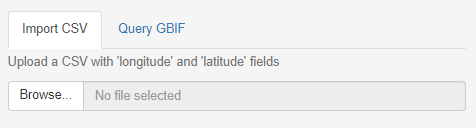 Import CSV Query GBIF
Upload a CSV with 'longitude' and 'latitude' fields
Browse... No file selected